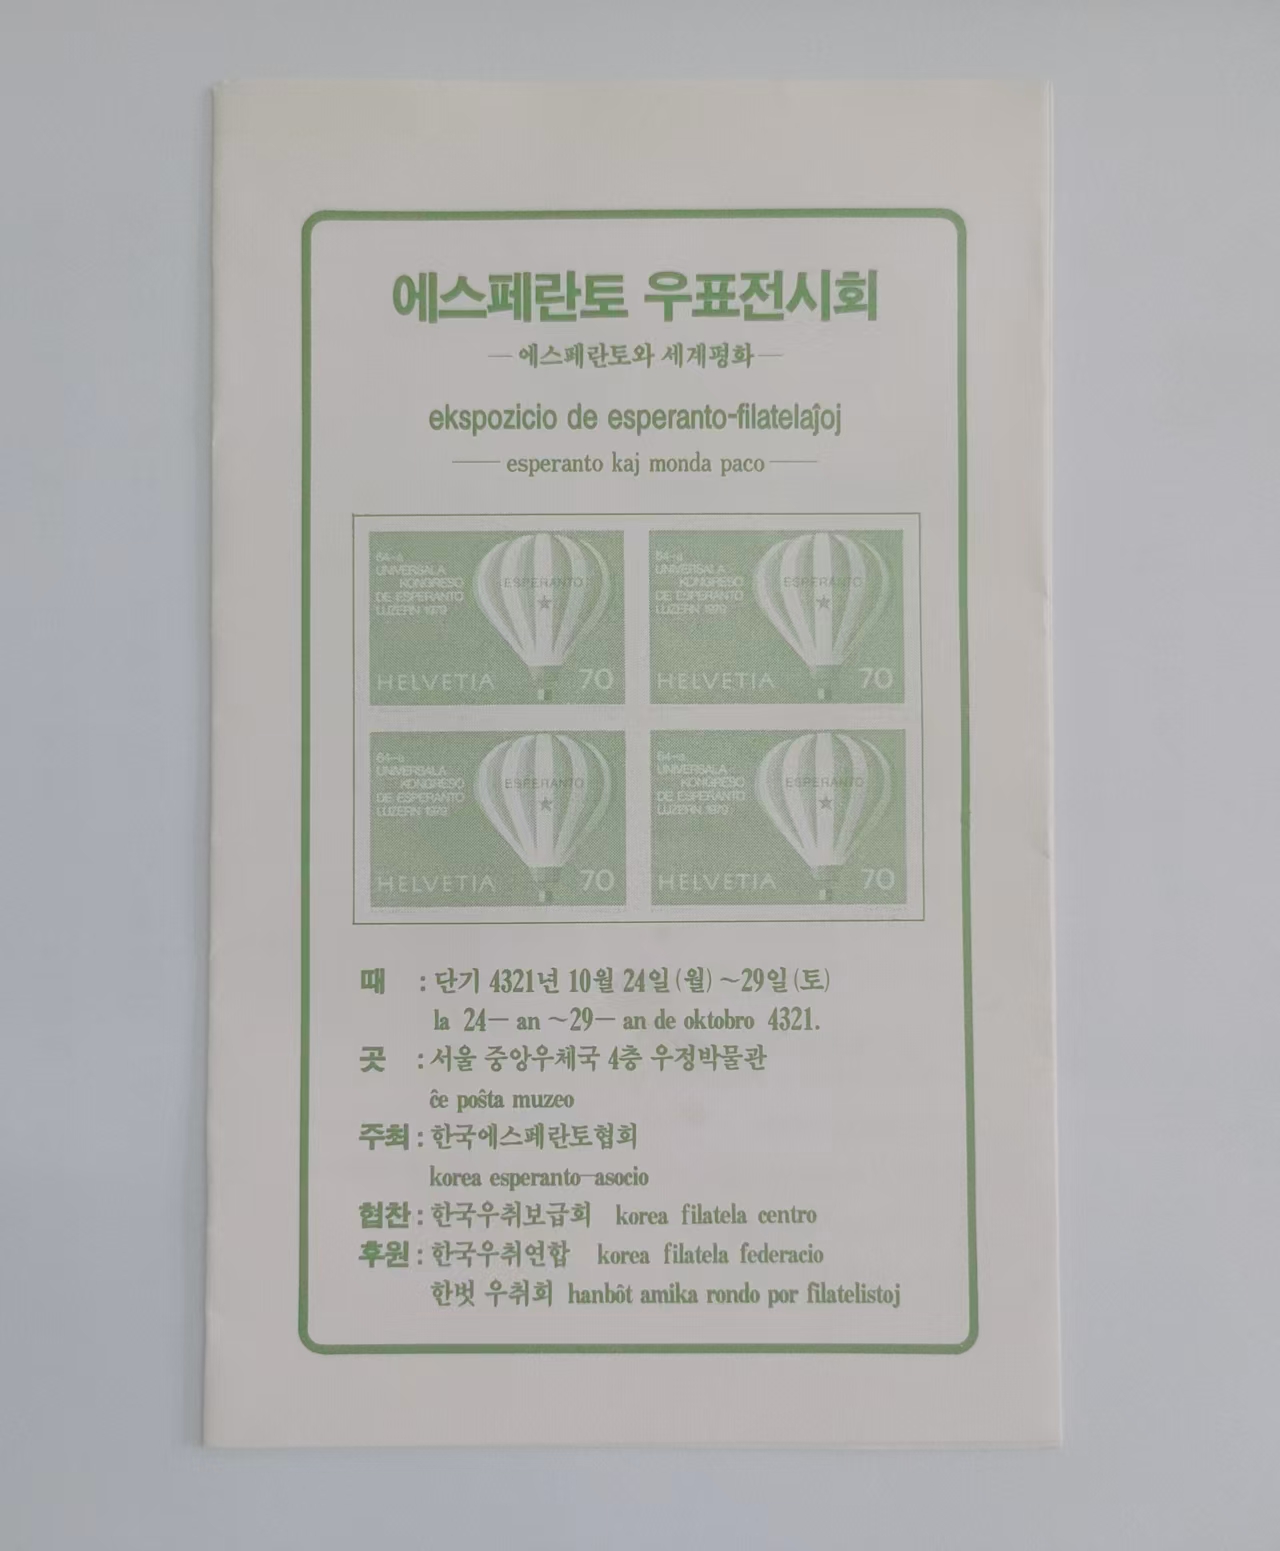 에스페란토 우표전시회
— 에스페란토와 세계평화 —
ekspozicio de esperanto-filatelaĵoj
— esperanto kaj monda paco —
64-a
UNIVERSALA
KONGRESO
DE ESPERANTO
LUZERN 1979
ESPERANTO
HELVETIA 70
64-a
UNIVERSALA
KONGRESO
DE ESPERANTO
LUZERN 1979
ESPERANTO
HELVETIA 70
64-a
UNIVERSALA
KONGRESO
DE ESPERANTO
LUZERN 1979
ESPERANTO
HELVETIA 70
64-a
UNIVERSALA
KONGRESO
DE ESPERANTO
LUZERN 1979
ESPERANTO
HELVETIA 70
때 : 단기 4321년 10월 24일(월)~29일(토)
la 24— an ~29— an de oktobro 4321.
곳 : 서울 중앙우체국 4층 우정박물관
ĉe poŝta muzeo
주최 : 한국에스페란토협회
korea esperanto—asocio
협찬 : 한국우취보급회 korea filatela centro
후원 : 한국우취연합 korea filatela federacio
한벗 우취회 hanbôt amika rondo por filatelistoj